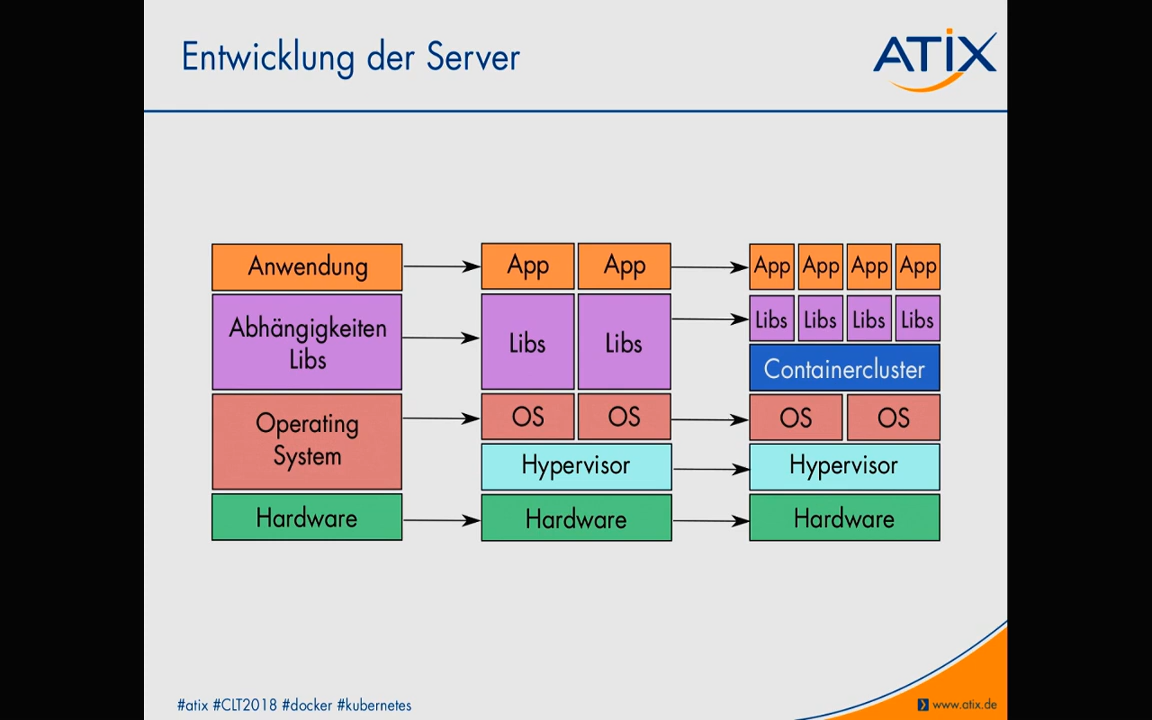 Entwicklung der Server
ATIX
Anwendung
App
App
App
App
App
App
Abhängigkeiten
Libs
Libs
Libs
Libs
Libs
Libs
Libs
Containercluster
Operating
System
OS
OS
OS
OS
Hypervisor
Hypervisor
Hardware
Hardware
Hardware
#atix #CLT2018 #docker #kubernetes
www.atix.de